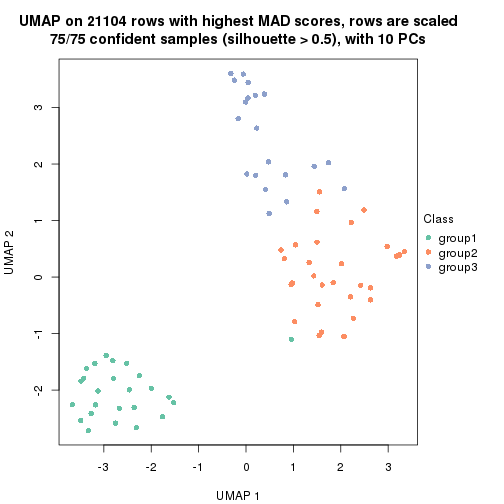 UMAP on 21104 rows with highest MAD scores, rows are scaled
75/75 confident samples (silhouette > 0.5), with 10 PCs
UMAP 2
3
2
1
0
-1
-2
-3
-2
-1
0
1
2
3
UMAP 1
Class
group1
group2
group3